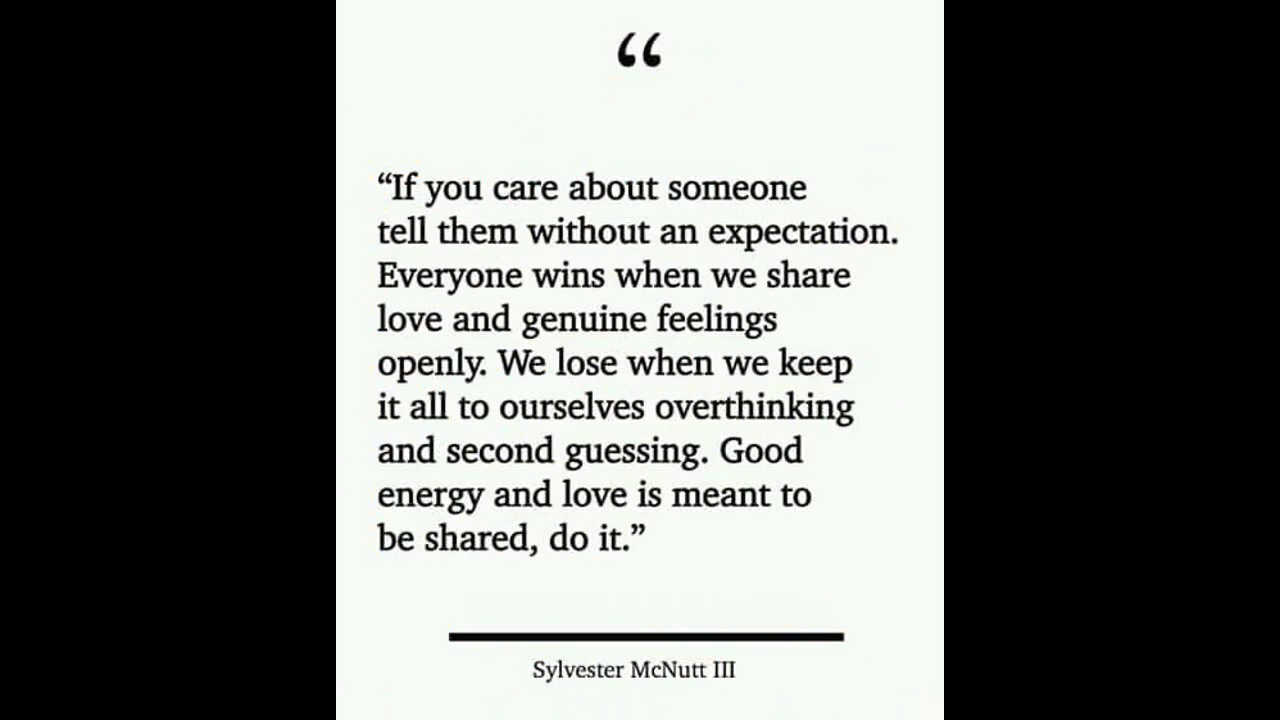 “
“If you care about someone
tell them without an expectation.
Everyone wins when we share
love and genuine feelings
openly. We lose when we keep
it all to ourselves overthinking
and second guessing. Good
energy and love is meant to
be shared, do it.”
Sylvester McNutt III